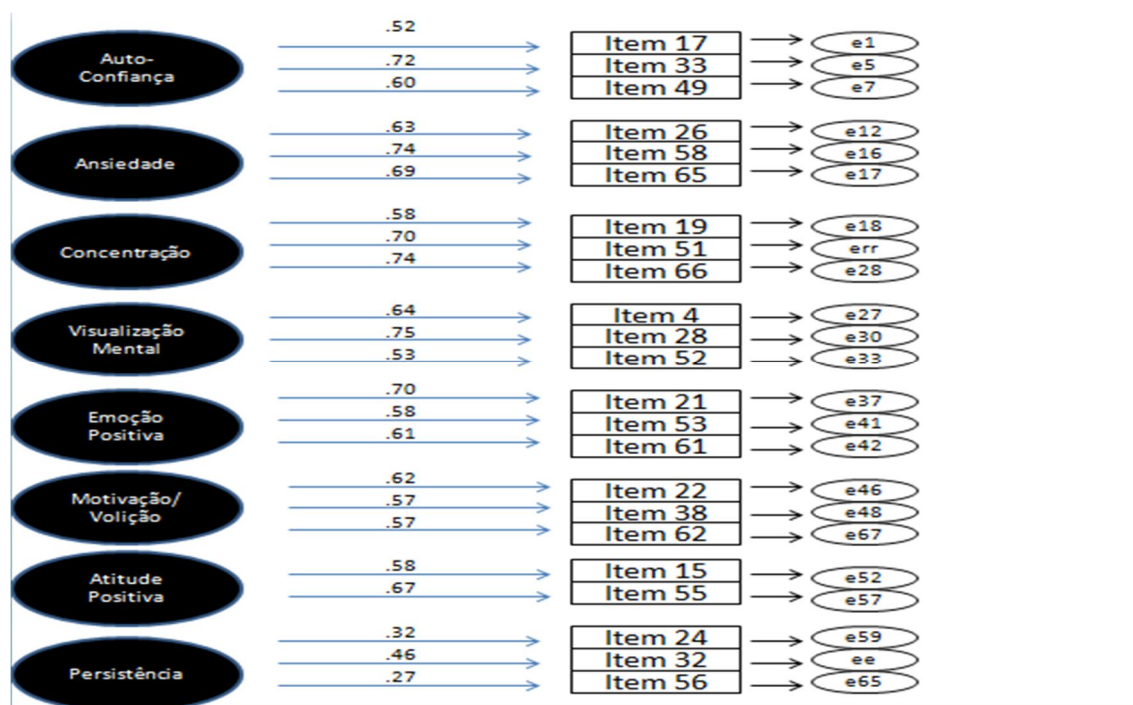 .52
Auto-
Confiança
Item 17
e1
.72
Item 33
e5
.60
Item 49
e7
.63
Item 26
e12
Ansiedade
.74
Item 58
e16
.69
Item 65
e17
.58
Item 19
e18
Concentração
.70
Item 51
err
.74
Item 66
e28
.64
Item 4
e27
Visualização
Mental
.75
Item 28
e30
.53
Item 52
e33
.70
Item 21
e37
Emoção
Positiva
.58
Item 53
e41
.61
Item 61
e42
.62
Item 22
e46
Motivação/
Volição
.57
Item 38
e48
.57
Item 62
e67
.58
Item 15
e52
Atitude
Positiva
.67
Item 55
e57
.32
Item 24
e59
Persistência
.46
Item 32
ee
.27
Item 56
e65